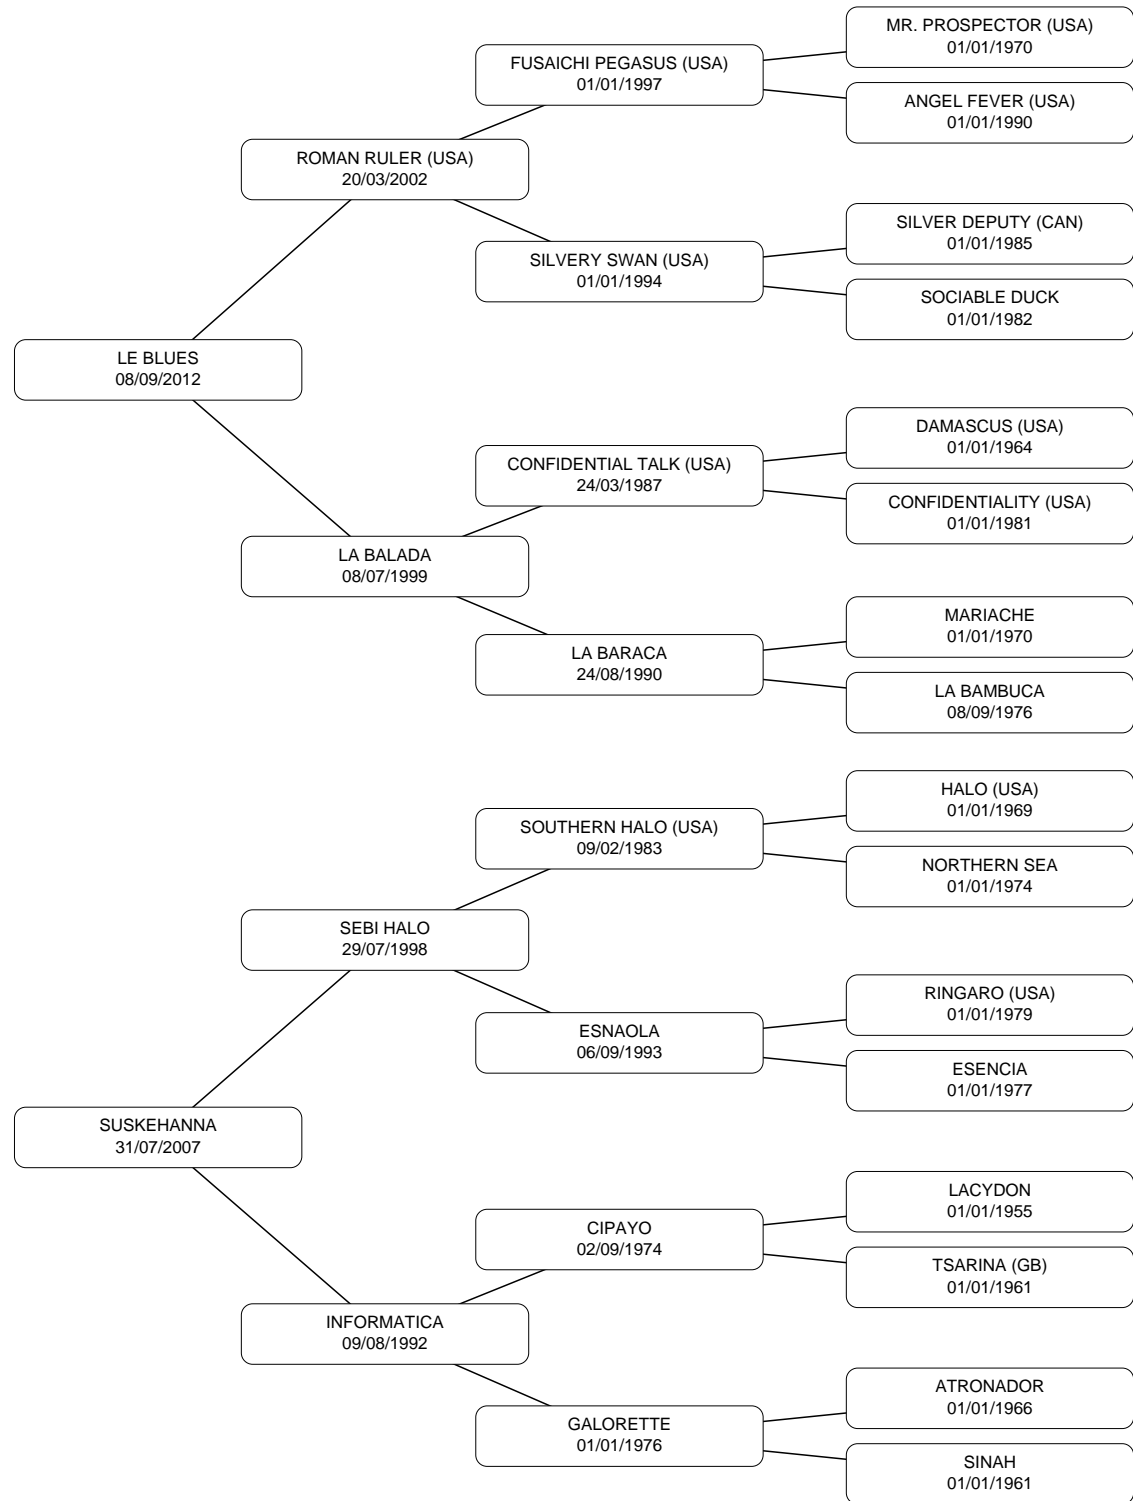 MR. PROSPECTOR (USA)
01/01/1970
FUSAICHI PEGASUS (USA)
01/01/1997
ANGEL FEVER (USA)
01/01/1990
ROMAN RULER (USA)
20/03/2002
SILVER DEPUTY (CAN)
01/01/1985
SILVERY SWAN (USA)
01/01/1994
SOCIABLE DUCK
01/01/1982
LE BLUES
08/09/2012
DAMASCUS (USA)
01/01/1964
CONFIDENTIAL TALK (USA)
24/03/1987
CONFIDENTIALITY (USA)
01/01/1981
LA BALADA
08/07/1999
MARIACHE
01/01/1970
LA BARACA
24/08/1990
LA BAMBUCA
08/09/1976
HALO (USA)
01/01/1969
SOUTHERN HALO (USA)
09/02/1983
NORTHERN SEA
01/01/1974
SEBI HALO
29/07/1998
RINGARO (USA)
01/01/1979
ESNAOLA
06/09/1993
ESENCIA
01/01/1977
SUSKEHANNA
31/07/2007
LACYDON
01/01/1955
CIPAYO
02/09/1974
TSARINA (GB)
01/01/1961
INFORMATICA
09/08/1992
ATRONADOR
01/01/1966
GALORETTE
01/01/1976
SINAH
01/01/1961